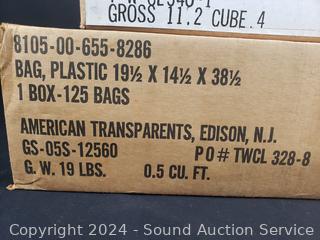 GROSS 11.2 CUBE.4
8105-00-655-8286
BAG, PLASTIC 19½ X 14½ X 38½
1 BOX-125 BAGS
AMERICAN TRANSPARENTS, EDISON, N.J.
GS-05S-12560 PO# TWCL 328-8
G. W. 19 LBS. 0.5 CU. FT.
Copyright 2024 - Sound Auction Service